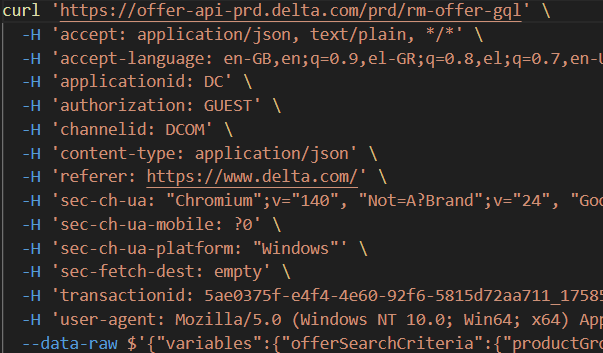 curl 'https://offer-api-prd.delta.com/prd/rm-offer-gql' \
-H 'accept: application/json, text/plain, */*' \
-H 'accept-language: en-GB,en;q=0.9,el-GR;q=0.8,el;q=0.7,en-U
-H 'applicationid: DC' \
-H 'authorization: GUEST' \
-H 'channelid: DCOM' \
-H 'content-type: application/json' \
-H 'referer: https://www.delta.com/' \
-H 'sec-ch-ua: "Chromium";v="140", "Not=A?Brand";v="24", "Goo
-H 'sec-ch-ua-mobile: ?0' \
-H 'sec-ch-ua-platform: "Windows"' \
-H 'sec-fetch-dest: empty' \
-H 'transactionid: 5ae0375f-e4f4-4e60-92f6-5815d72aa711_17585
-H 'user-agent: Mozilla/5.0 (Windows NT 10.0; Win64; x64) App
--data-raw $'{"variables":{"offerSearchCriteria":{"productGro